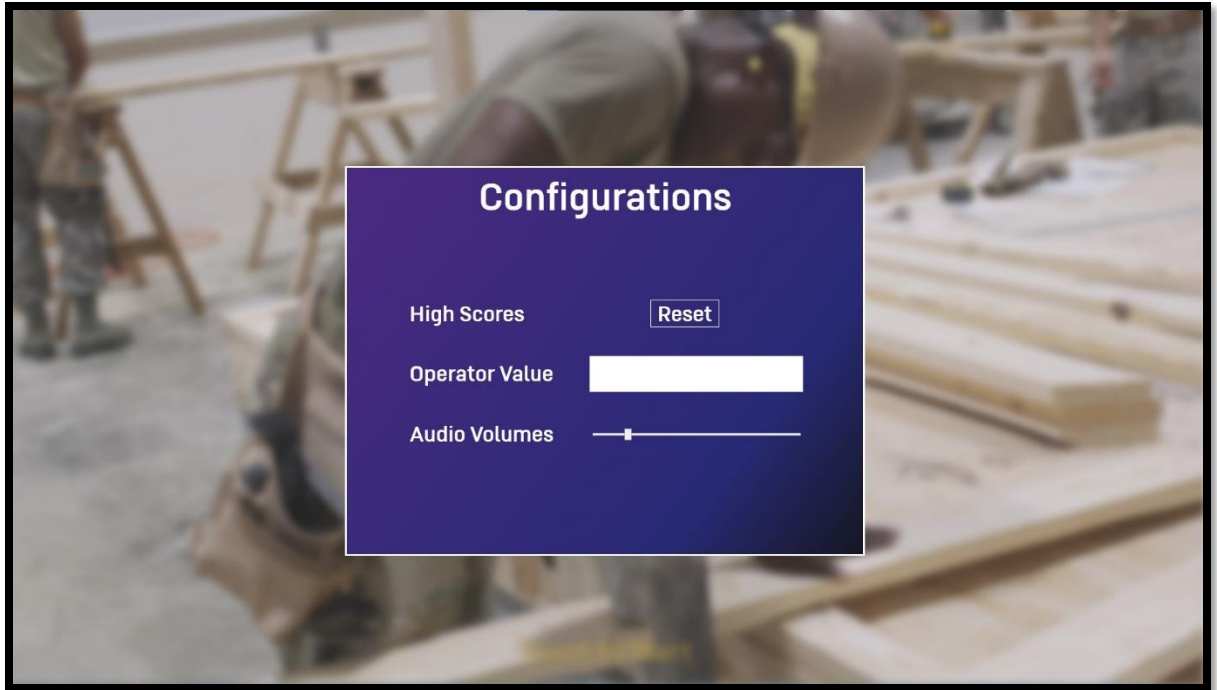 Configurations
High Scores Reset
Operator Value
Audio Volumes